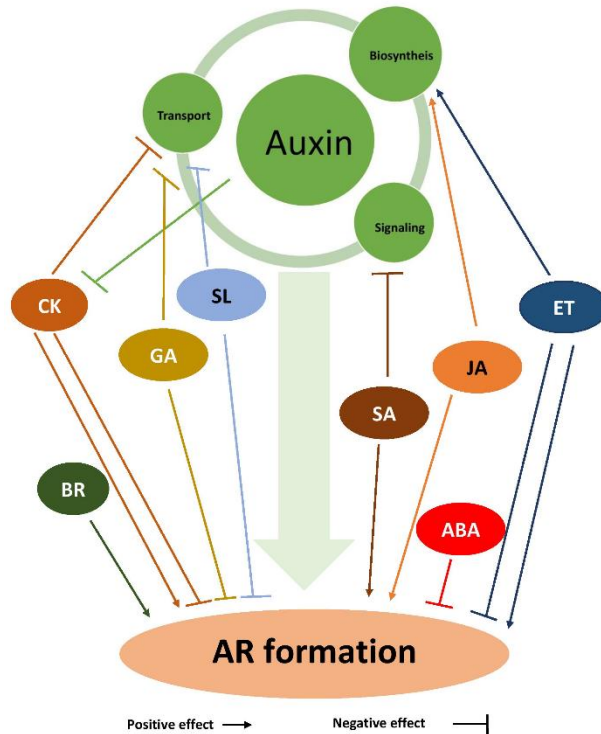 Biosyntheis
Transport
Auxin
Signaling
CK
SL
ET
GA
JA
SA
BR
ABA
AR formation
Positive effect
Negative effect